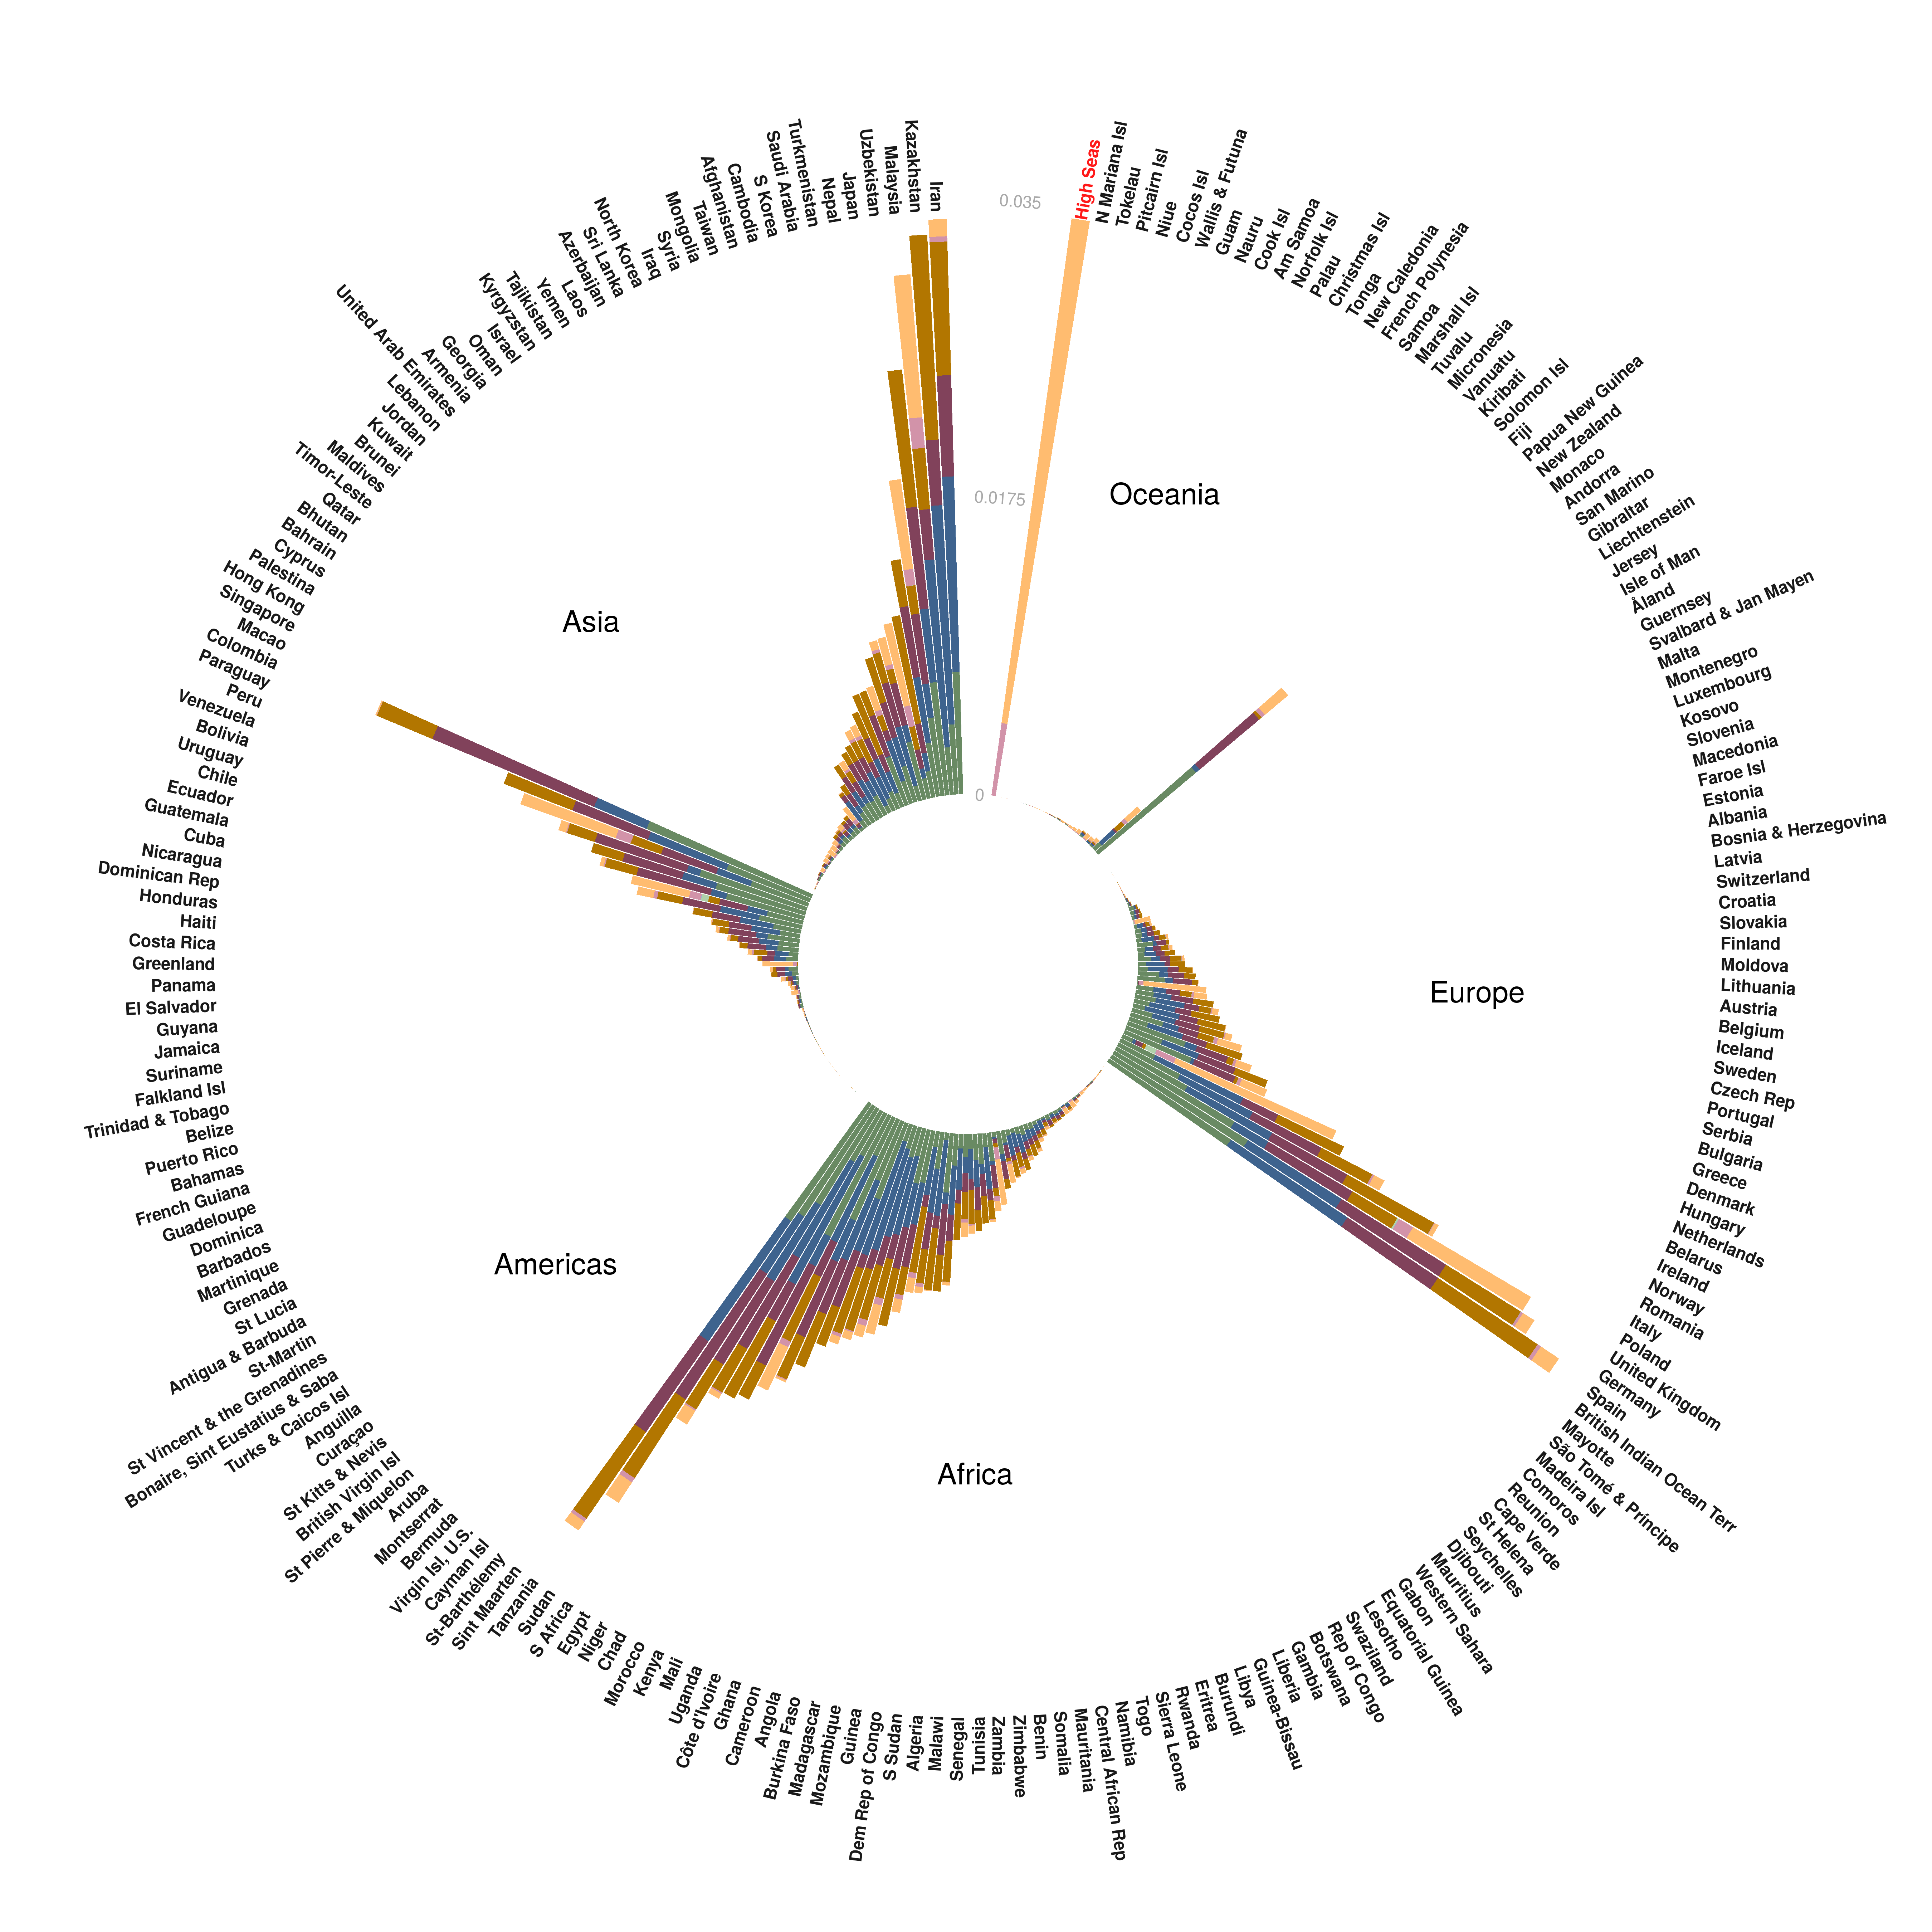 0.035
0.0175
0
Oceania
Europe
Africa
Americas
Asia
High Seas
N Mariana Isl
Tokelau
Pitcairn Isl
Niue
Cocos Isl
Wallis & Futuna
Guam
Nauru
Cook Isl
Am Samoa
Norfolk Isl
Palau
Christmas Isl
Tonga
New Caledonia
French Polynesia
Samoa
Marshall Isl
Tuvalu
Micronesia
Vanuatu
Kiribati
Solomon Isl
Fiji
Papua New Guinea
New Zealand
Monaco
Andorra
San Marino
Gibraltar
Liechtenstein
Jersey
Isle of Man
Åland
Guernsey
Svalbard & Jan Mayen
Malta
Montenegro
Luxembourg
Kosovo
Slovenia
Macedonia
Faroe Isl
Estonia
Albania
Bosnia & Herzegovina
Latvia
Switzerland
Croatia
Slovakia
Finland
Moldova
Lithuania
Austria
Belgium
Iceland
Sweden
Czech Rep
Portugal
Serbia
Bulgaria
Greece
Denmark
Hungary
Netherlands
Belarus
Ireland
Norway
Romania
Italy
Poland
United Kingdom
Germany
Spain
British Indian Ocean Terr
Mayotte
São Tomé & Príncipe
Madeira Isl
Comoros
Reunion
Cape Verde
St Helena
Seychelles
Djibouti
Mauritius
Western Sahara
Gabon
Equatorial Guinea
Lesotho
Swaziland
Rep of Congo
Botswana
Gambia
Liberia
Guinea-Bissau
Libya
Burundi
Eritrea
Rwanda
Sierra Leone
Togo
Namibia
Central African Rep
Mauritania
Somalia
Benin
Zimbabwe
Zambia
Tunisia
Senegal
Malawi
Algeria
S Sudan
Dem Rep of Congo
Guinea
Mozambique
Madagascar
Burkina Faso
Angola
Cameroon
Ghana
Côte d'Ivoire
Uganda
Mali
Kenya
Morocco
Chad
Niger
Egypt
S Africa
Sudan
Tanzania
Sint Maarten
St-Barthélemy
Cayman Isl
Virgin Isl, U.S.
Bermuda
Montserrat
Aruba
St Pierre & Miquelon
British Virgin Isl
St Kitts & Nevis
Curaçao
Anguilla
Turks & Caicos Isl
Bonaire, Sint Eustatius & Saba
St Vincent & the Grenadines
St-Martin
Antigua & Barbuda
St Lucia
Grenada
Martinique
Barbados
Dominica
Guadeloupe
French Guiana
Bahamas
Puerto Rico
Belize
Trinidad & Tobago
Falkland Isl
Suriname
Jamaica
Guyana
El Salvador
Panama
Greenland
Costa Rica
Haiti
Honduras
Dominican Rep
Nicaragua
Cuba
Guatemala
Ecuador
Chile
Uruguay
Bolivia
Venezuela
Peru
Paraguay
Colombia
Macao
Singapore
Hong Kong
Palestina
Cyprus
Bahrain
Bhutan
Qatar
Timor-Leste
Maldives
Brunei
Kuwait
Jordan
Lebanon
United Arab Emirates
Armenia
Georgia
Oman
Israel
Kyrgyzstan
Tajikistan
Yemen
Laos
Azerbaijan
Sri Lanka
North Korea
Iraq
Syria
Mongolia
Taiwan
Afghanistan
Cambodia
S Korea
Saudi Arabia
Turkmenistan
Nepal
Japan
Uzbekistan
Malaysia
Kazakhstan
Iran